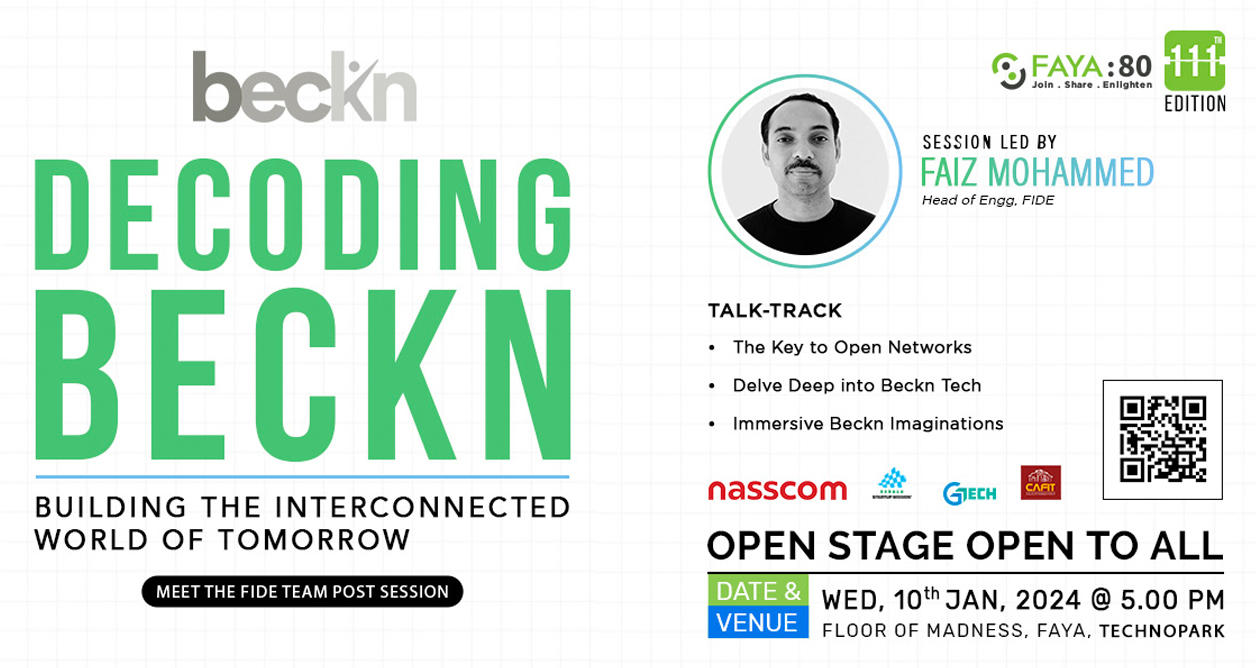 beckn
DECODING
BECKN
BUILDING THE INTERCONNECTED
WORLD OF TOMORROW
MEET THE FIDE TEAM POST SESSION
FAYA:80
Join . Share . Enlighten
111TH
EDITION
SESSION LED BY
FAIZ MOHAMMED
Head of Engg, FIDE
TALK-TRACK
• The Key to Open Networks
• Delve Deep into Beckn Tech
• Immersive Beckn Imaginations
nasscom
GTECH
CAFIT
OPEN STAGE OPEN TO ALL
DATE &
VENUE
WED, 10th JAN, 2024 @ 5.00 PM
FLOOR OF MADNESS, FAYA, TECHNOPARK